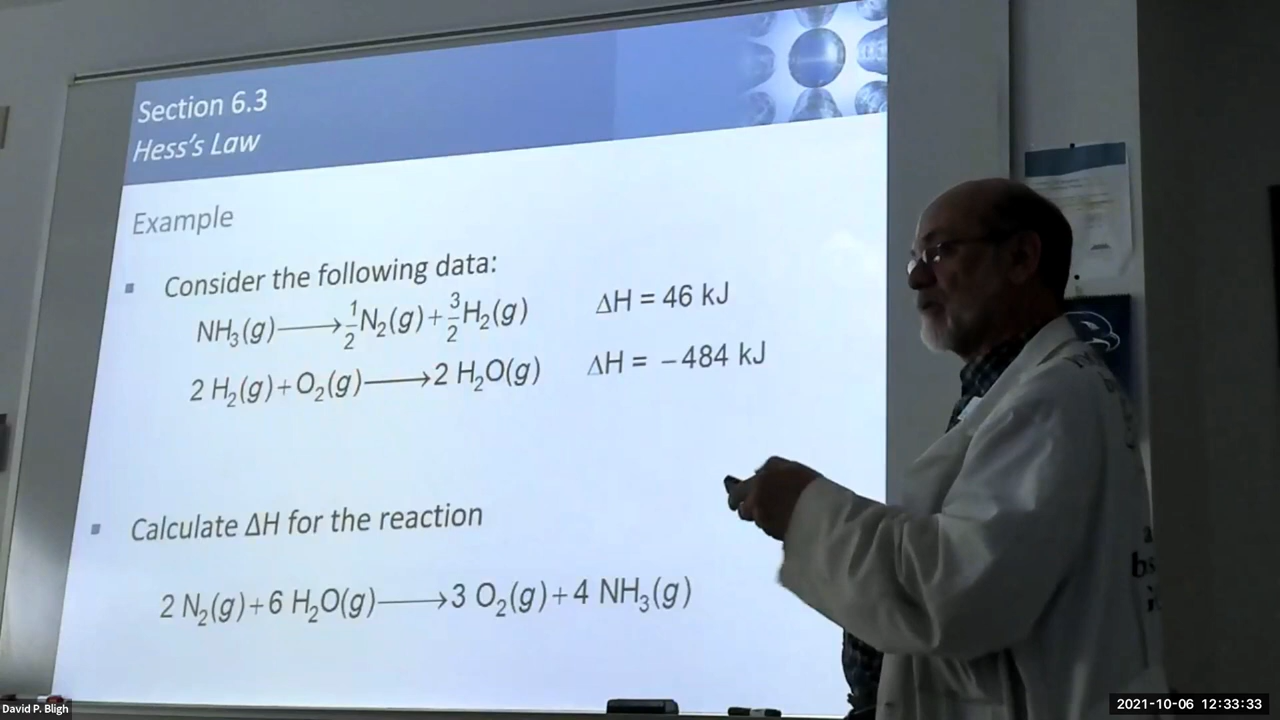 Section 6.3
Hess's Law
Example
▪ Consider the following data:
NH₃(g) ⟶ ½N₂(g) + 3/2 H₂(g) ΔH = 46 kJ
2 H₂(g) + O₂(g) ⟶ 2 H₂O(g) ΔH = −484 kJ
▪ Calculate ΔH for the reaction
2 N₂(g) + 6 H₂O(g) ⟶ 3 O₂(g) + 4 NH₃(g)
David P. Bligh
2021-10-06 12:33:33